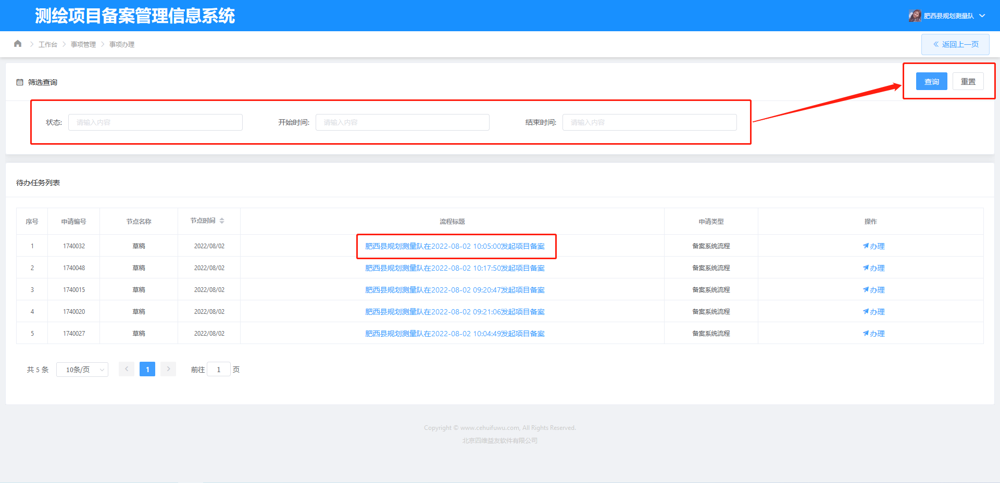 测绘项目备案管理信息系统
肥西县规划测量队
工作台 事项管理 事项办理
返回上一页
筛选查询
查询 重置
状态: 请输入内容 开始时间: 请输入内容 结束时间: 请输入内容
待办任务列表
序号 申请编号 节点名称 节点时间 流程标题 申请类型 操作
1 1740032 草稿 2022/08/02 肥西县规划测量队在2022-08-02 10:05:00发起项目备案 备案系统流程 办理
2 1740048 草稿 2022/08/02 肥西县规划测量队在2022-08-02 10:17:50发起项目备案 备案系统流程 办理
3 1740015 草稿 2022/08/02 肥西县规划测量队在2022-08-02 09:20:47发起项目备案 备案系统流程 办理
4 1740020 草稿 2022/08/02 肥西县规划测量队在2022-08-02 09:21:06发起项目备案 备案系统流程 办理
5 1740027 草稿 2022/08/02 肥西县规划测量队在2022-08-02 10:04:49发起项目备案 备案系统流程 办理
共 5 条 10条/页 1 前往 1 页
Copyright © www.cehuifuwu.com, All Rights Reserved.
北京四维益友软件有限公司